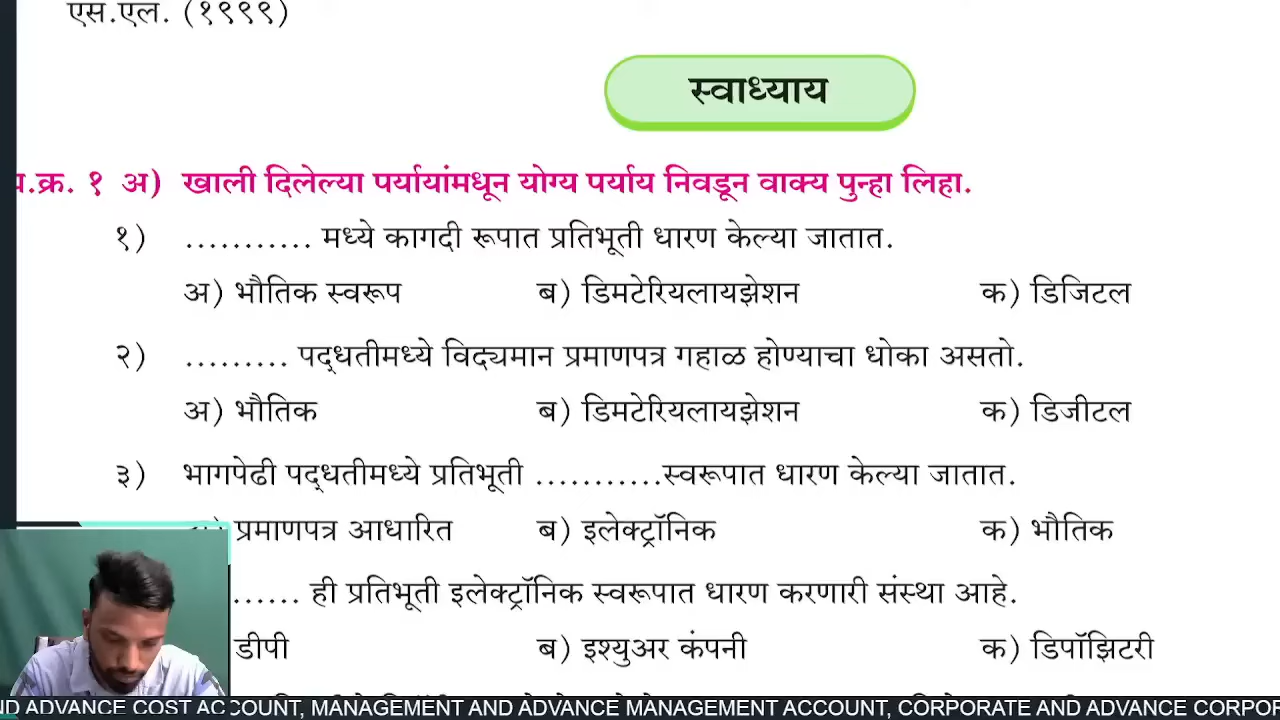 एस.एल. (१९९९)
स्वाध्याय
प्र.क्र. १ अ) खाली दिलेल्या पर्यायांमधून योग्य पर्याय निवडून वाक्य पुन्हा लिहा.
१) ........... मध्ये कागदी रूपात प्रतिभूती धारण केल्या जातात.
अ) भौतिक स्वरूप ब) डिमटेरियलायझेशन क) डिजिटल
२) ......... पद्धतीमध्ये विद्यमान प्रमाणपत्र गहाळ होण्याचा धोका असतो.
अ) भौतिक ब) डिमटेरियलायझेशन क) डिजीटल
३) भागपेढी पद्धतीमध्ये प्रतिभूती ...........स्वरूपात धारण केल्या जातात.
प्रमाणपत्र आधारित ब) इलेक्ट्रॉनिक क) भौतिक
...... ही प्रतिभूती इलेक्ट्रॉनिक स्वरूपात धारण करणारी संस्था आहे.
डीपी ब) इश्युअर कंपनी क) डिपॉझिटरी
ND ADVANCE COST ACCOUNT, MANAGEMENT AND ADVANCE MANAGEMENT ACCOUNT, CORPORATE AND ADVANCE CORPOR